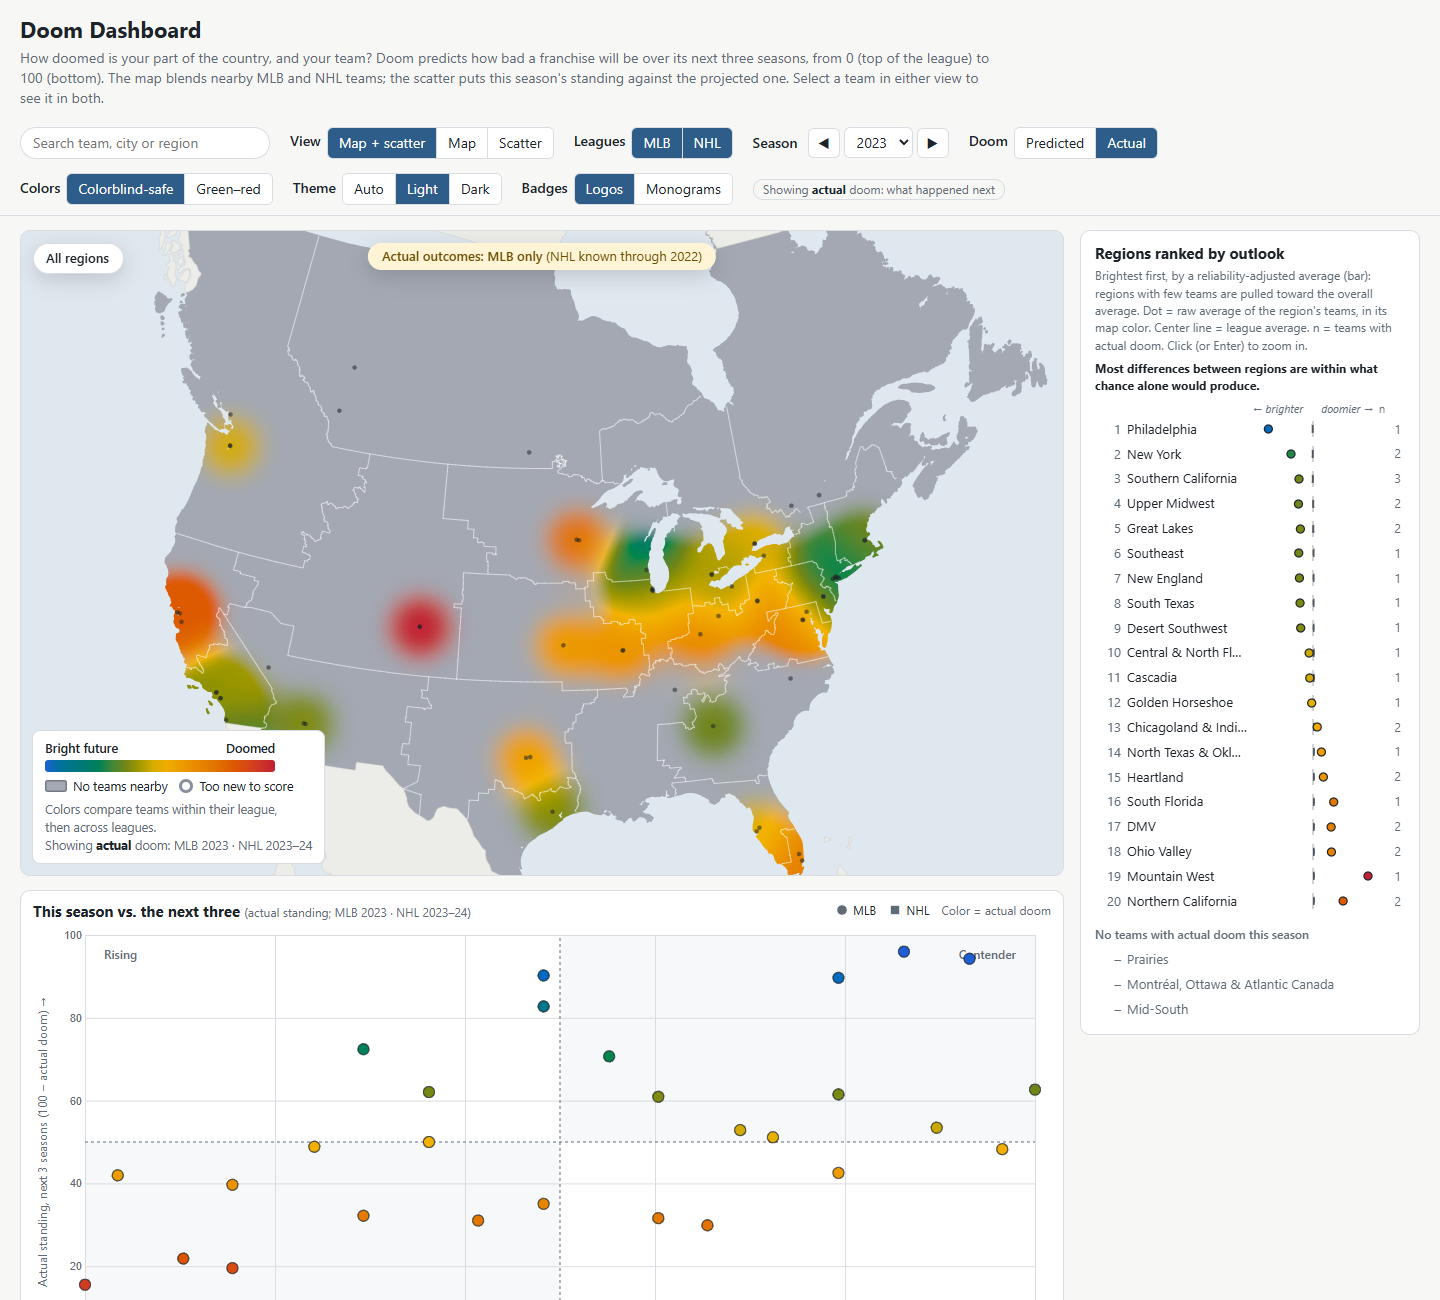 Doom Dashboard
How doomed is your part of the country, and your team? Doom predicts how bad a franchise will be over its next three seasons, from 0 (top of the league) to
100 (bottom). The map blends nearby MLB and NHL teams; the scatter puts this season's standing against the projected one. Select a team in either view to
see it in both.
Search team, city or region
View Map + scatter Map Scatter
Leagues MLB NHL
Season ◀ 2023 ▶
Doom Predicted Actual
Colors Colorblind-safe Green–red
Theme Auto Light Dark
Badges Logos Monograms
Showing actual doom: what happened next
All regions
Actual outcomes: MLB only (NHL known through 2022)
Bright future Doomed
No teams nearby Too new to score
Colors compare teams within their league,
then across leagues.
Showing actual doom: MLB 2023 · NHL 2023–24
Regions ranked by outlook
Brightest first, by a reliability-adjusted average (bar):
regions with few teams are pulled toward the overall
average. Dot = raw average of the region's teams, in its
map color. Center line = league average. n = teams with
actual doom. Click (or Enter) to zoom in.
Most differences between regions are within what
chance alone would produce.
← brighter doomier → n
1 Philadelphia 1
2 New York 2
3 Southern California 3
4 Upper Midwest 2
5 Great Lakes 2
6 Southeast 1
7 New England 1
8 South Texas 1
9 Desert Southwest 1
10 Central & North Fl... 1
11 Cascadia 1
12 Golden Horseshoe 1
13 Chicagoland & Indi... 2
14 North Texas & Okl... 1
15 Heartland 2
16 South Florida 1
17 DMV 2
18 Ohio Valley 2
19 Mountain West 1
20 Northern California 2
No teams with actual doom this season
– Prairies
– Montréal, Ottawa & Atlantic Canada
– Mid-South
This season vs. the next three (actual standing; MLB 2023 · NHL 2023–24)
MLB NHL Color = actual doom
Rising
Contender
100
80
60
40
20
Actual standing, next 3 seasons (100 − actual doom) →